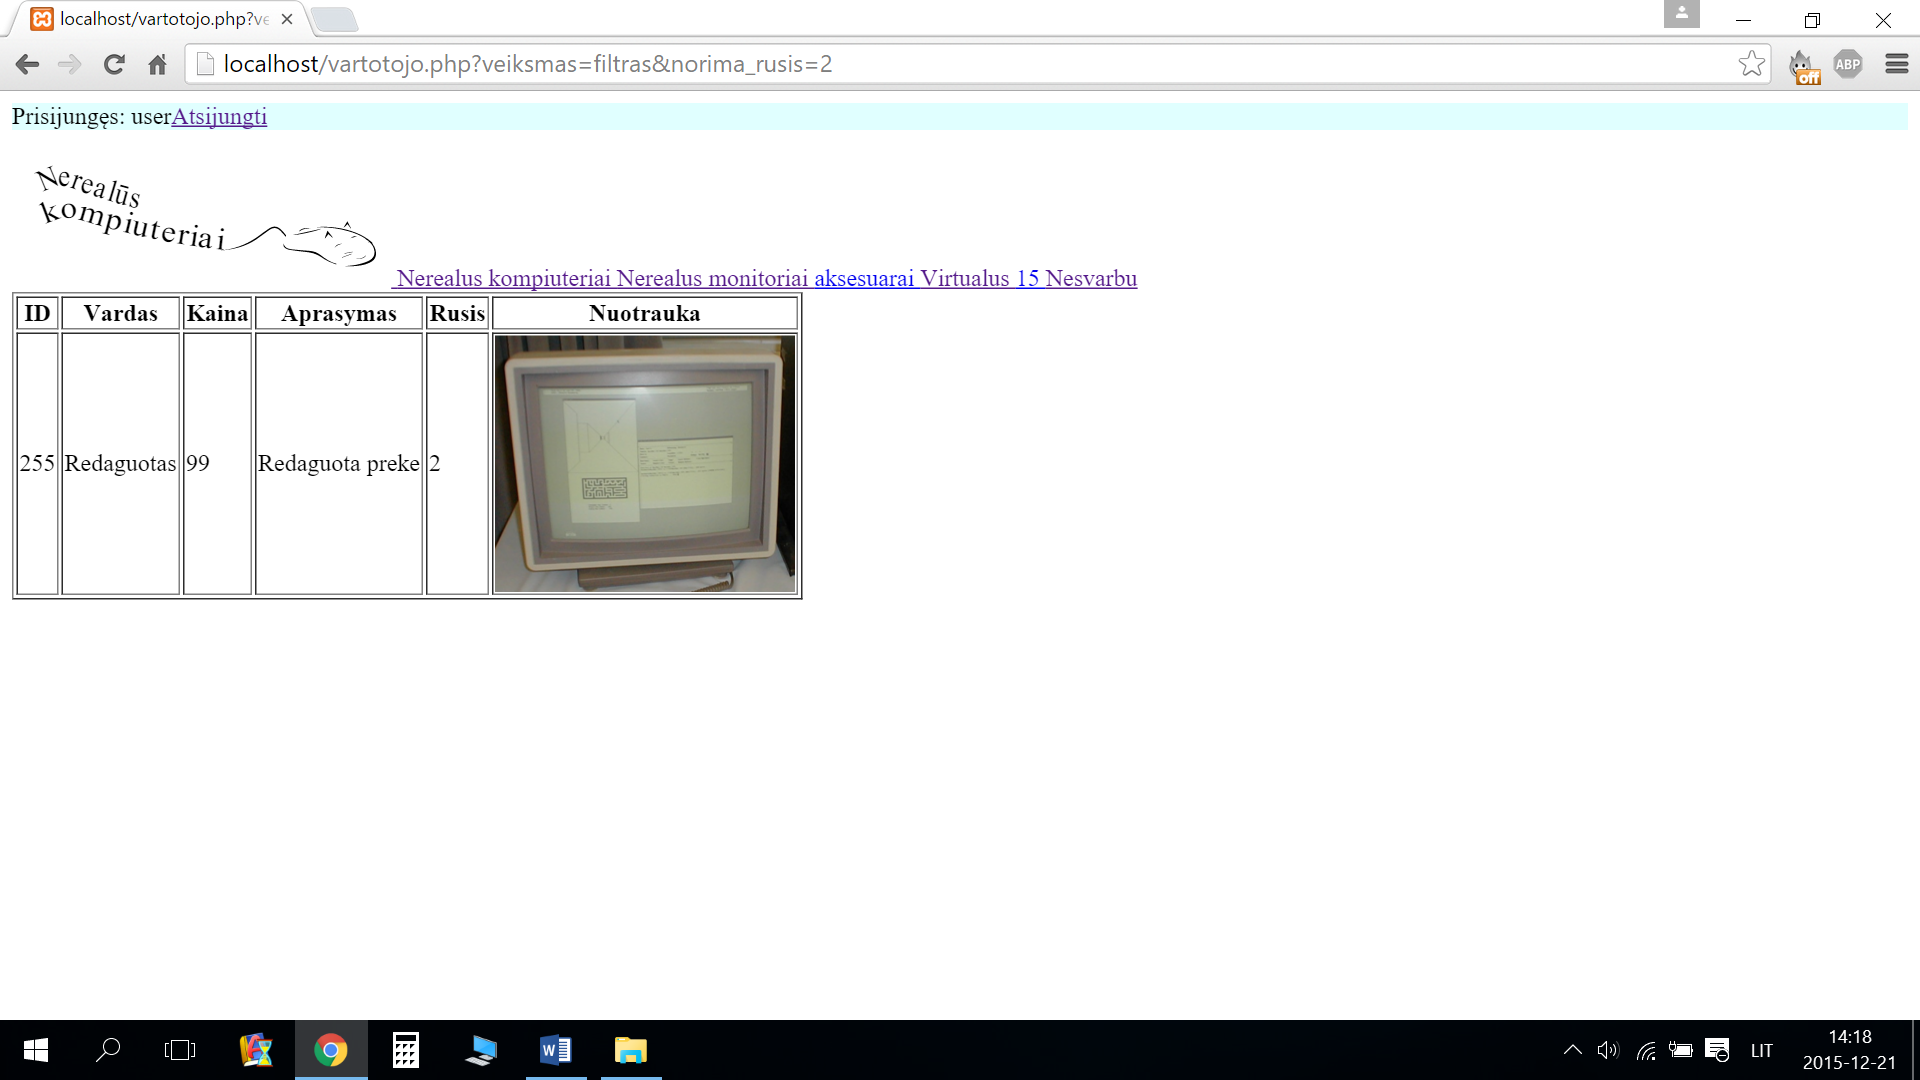 localhost/vartotojo.php?ve
localhost/vartotojo.php?veiksmas=filtras&norima_rusis=2
off
ABP
Prisijungęs: userAtsijungti
Nerealūs
kompiuteriai
Nerealus kompiuteriai Nerealus monitoriai aksesuarai Virtualus 15 Nesvarbu
ID Vardas Kaina Aprasymas Rusis Nuotrauka
255 Redaguotas 99 Redaguota preke 2
LIT
14:18
2015-12-21